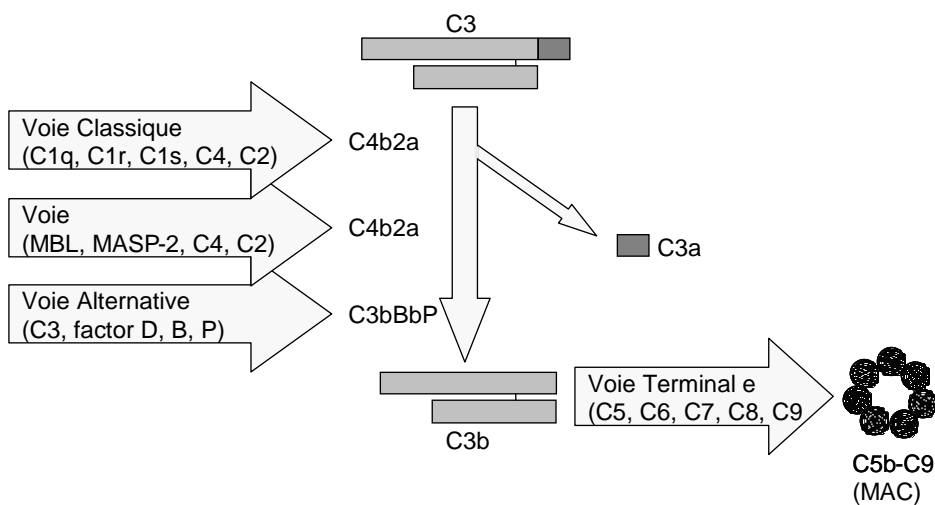 C3
Voie Classique
(C1q, C1r, C1s, C4, C2)
C4b2a
Voie
(MBL, MASP-2, C4, C2)
C4b2a
C3a
Voie Alternative
(C3, factor D, B, P)
C3bBbP
Voie Terminal e
(C5, C6, C7, C8, C9
C3b
C5b-C9
(MAC)